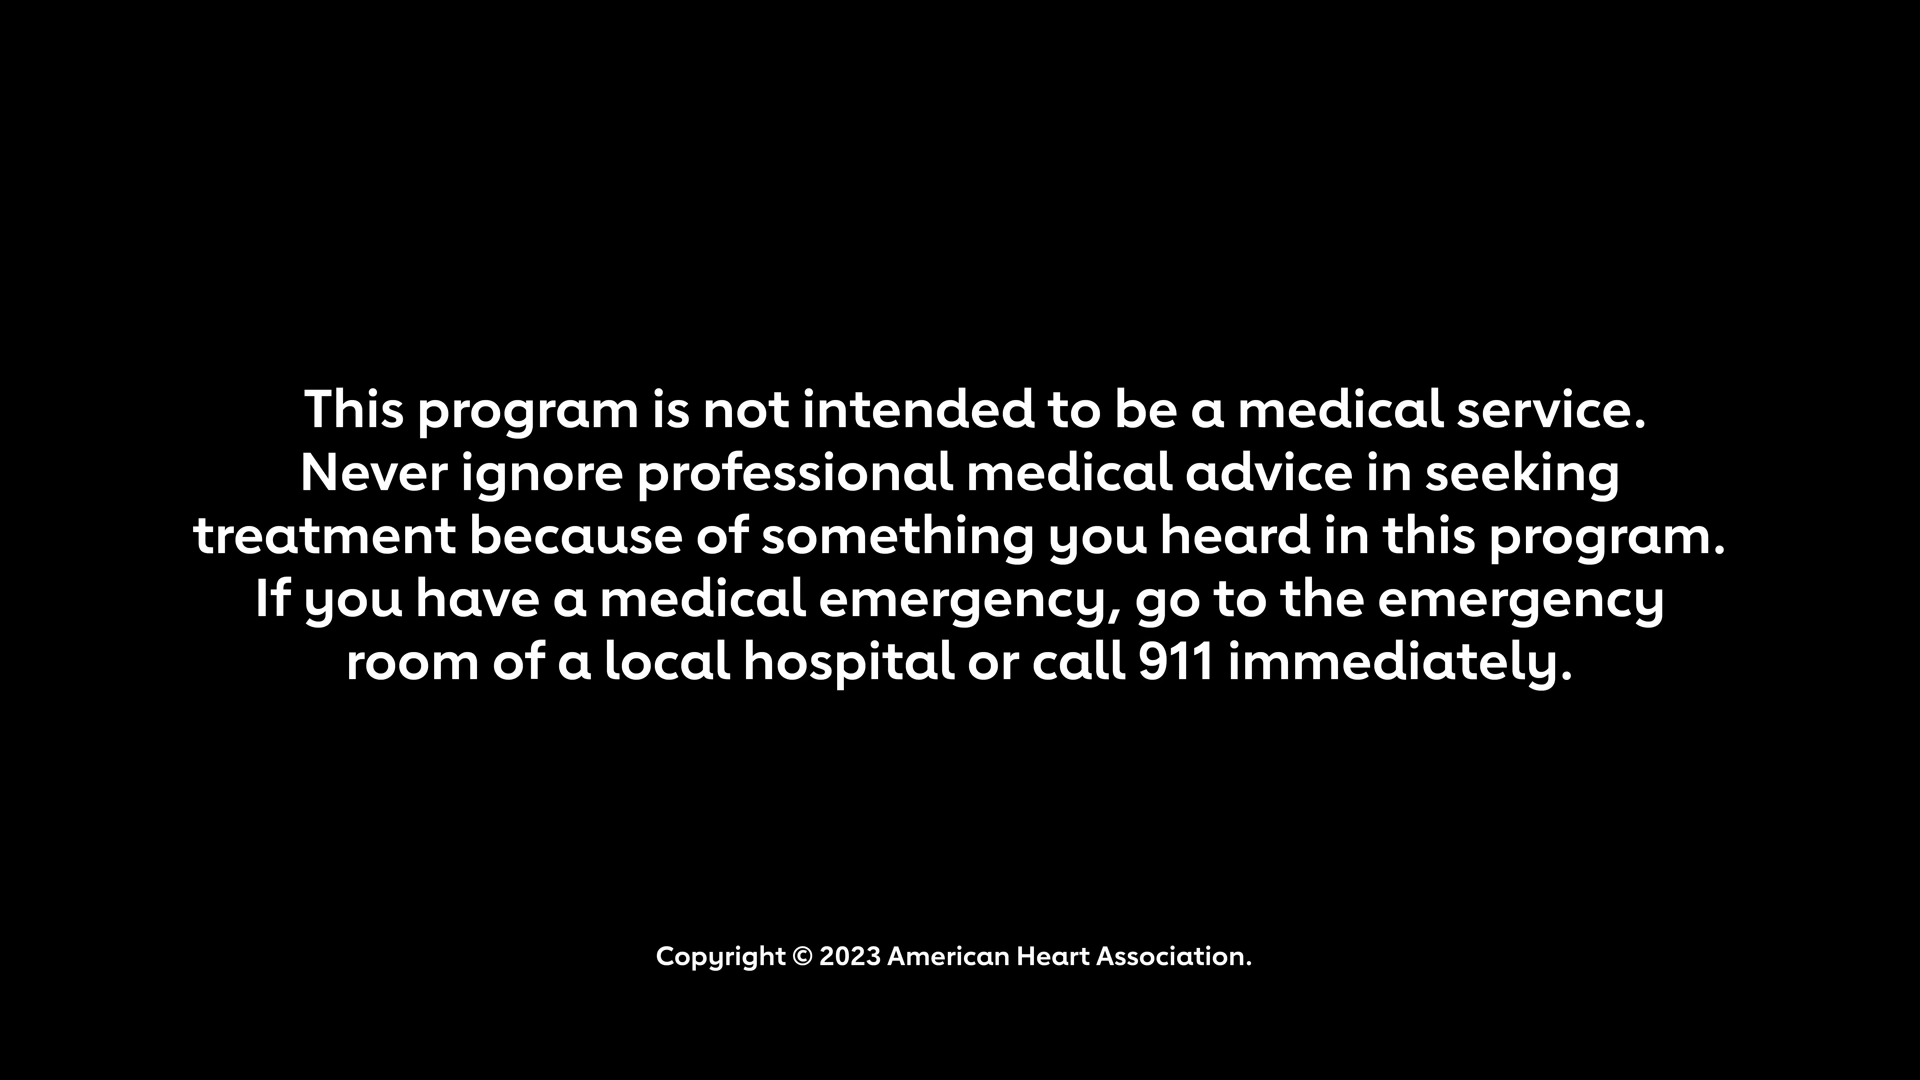 This program is not intended to be a medical service.
Never ignore professional medical advice in seeking
treatment because of something you heard in this program.
If you have a medical emergency, go to the emergency
room of a local hospital or call 911 immediately.
Copyright © 2023 American Heart Association.